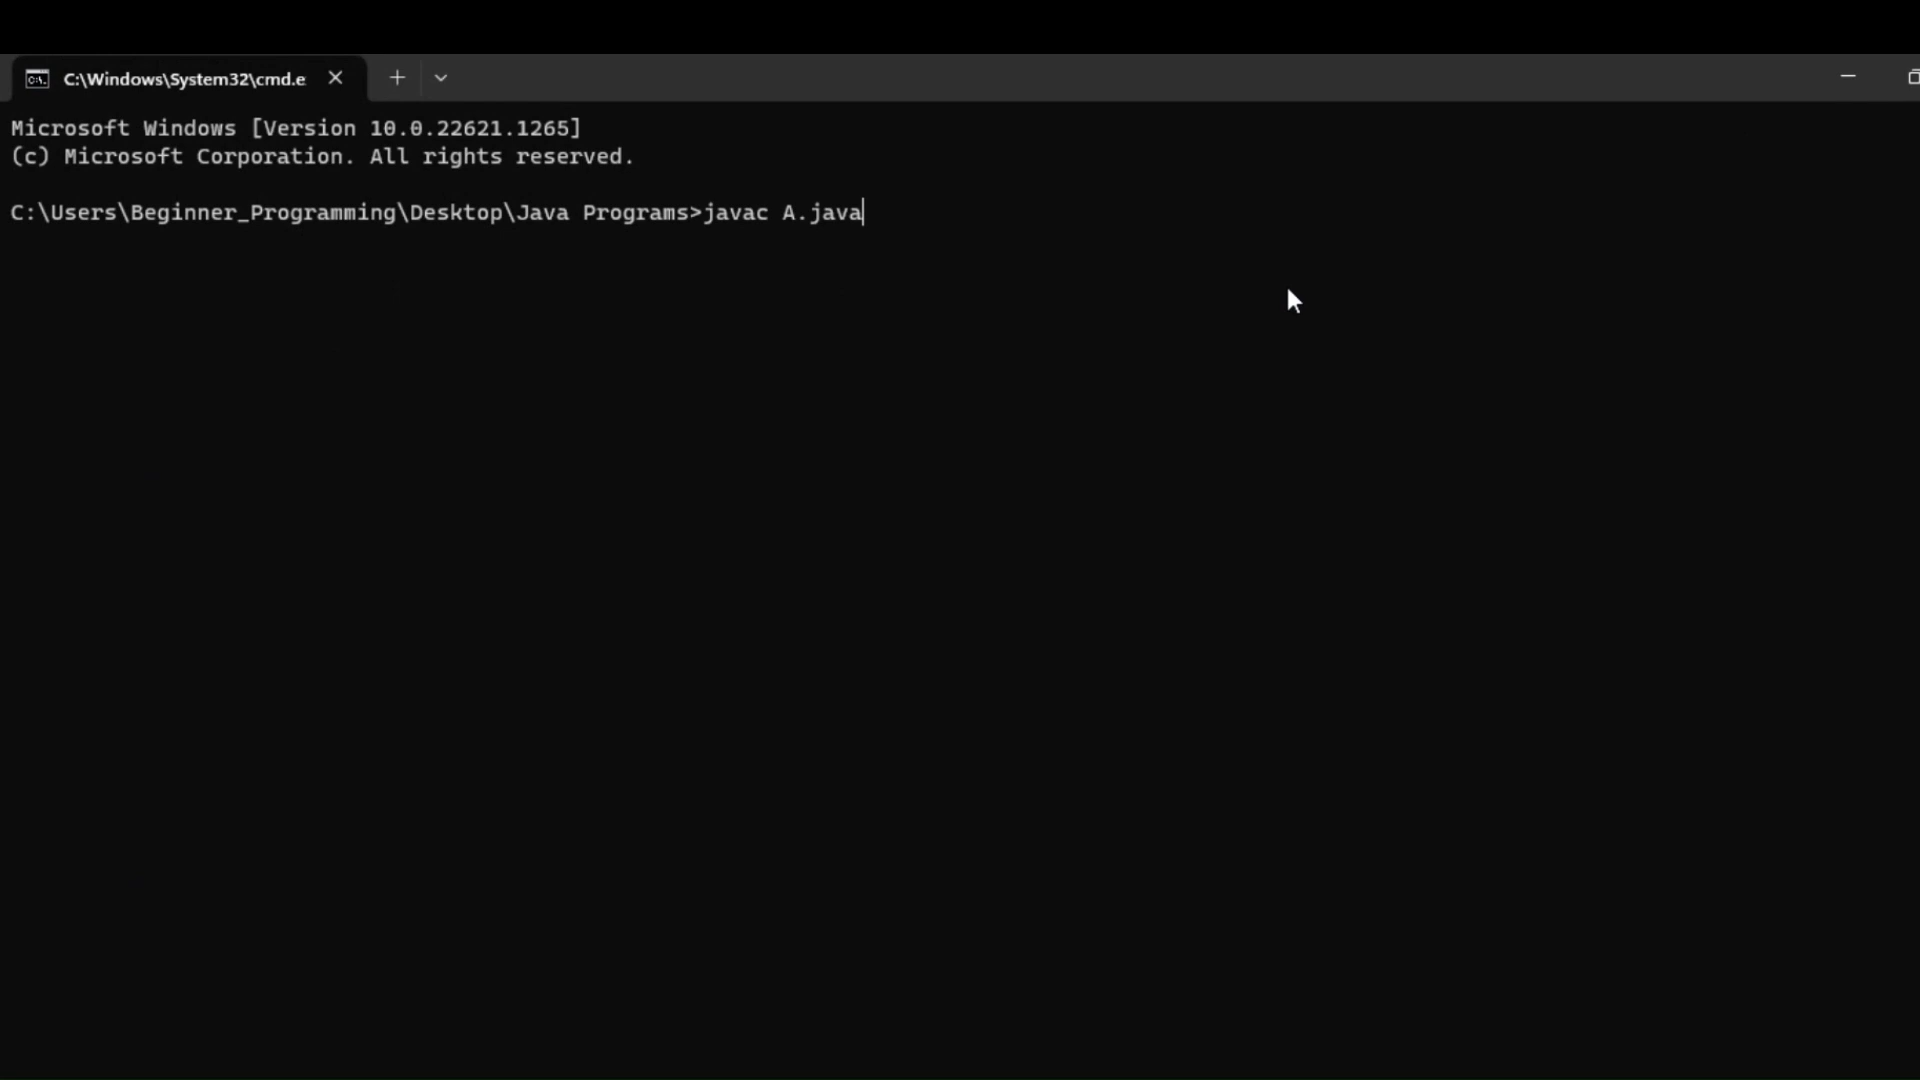 C:\Windows\System32\cmd.e
Microsoft Windows [Version 10.0.22621.1265]
(c) Microsoft Corporation. All rights reserved.
C:\Users\Beginner_Programming\Desktop\Java Programs>javac A.java